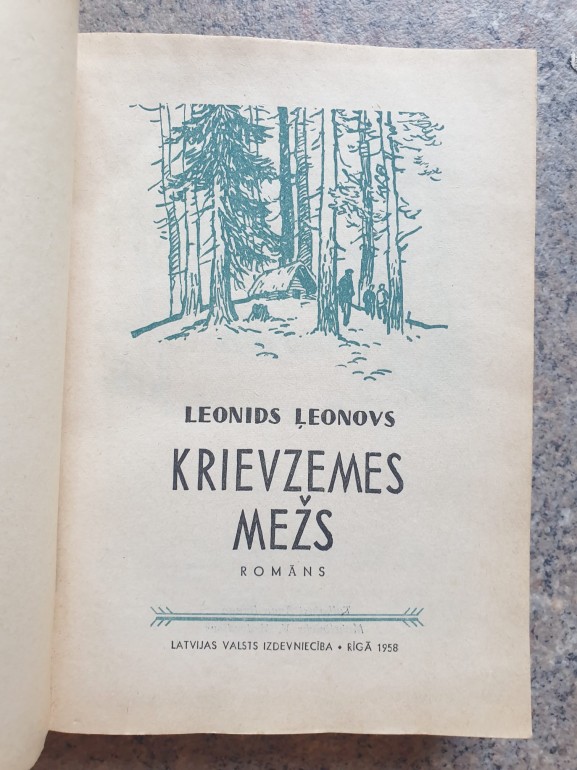 LEONIDS ĻEONOVS
KRIEVZEMES
MEŽS
ROMĀNS
LATVIJAS VALSTS IZDEVNIECĪBA • RĪGĀ 1958